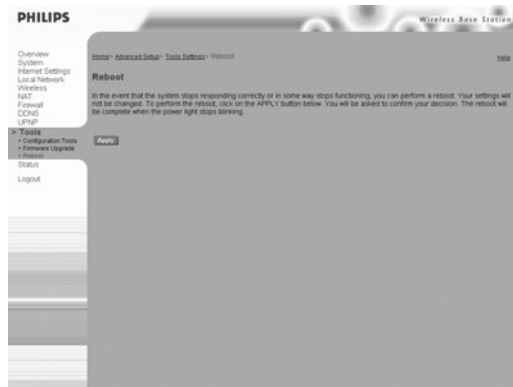 PHILIPS
Wireless Base Station
Overview
System
Internet Settings
Local Network
Wireless
NAT
Firewall
DDNS
UPNP
> Tools
• Configuration Tools
• Firmware Upgrade
• Reboot
Status
Logout
Home> Advanced Setup> Tools Settings> Reboot
Help
Reboot
In the event that the system stops responding correctly or in some way stops functioning, you can perform a reboot. Your settings will
not be changed. To perform the reboot, click on the APPLY button below. You will be asked to confirm your decision. The reboot will
be complete when the power light stops blinking.
Apply